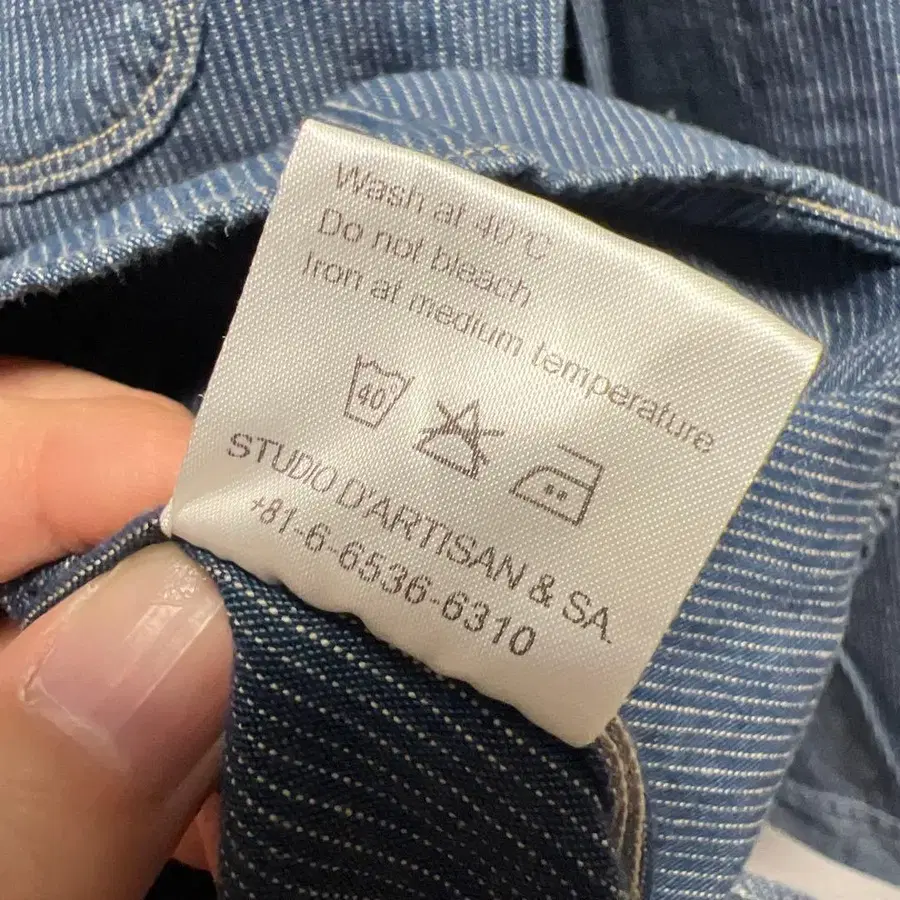 Wash at 40°C
Do not bleach
Iron at medium temperature
40
STUDIO D'ARTISAN & SA.
+81-6-6536-6310